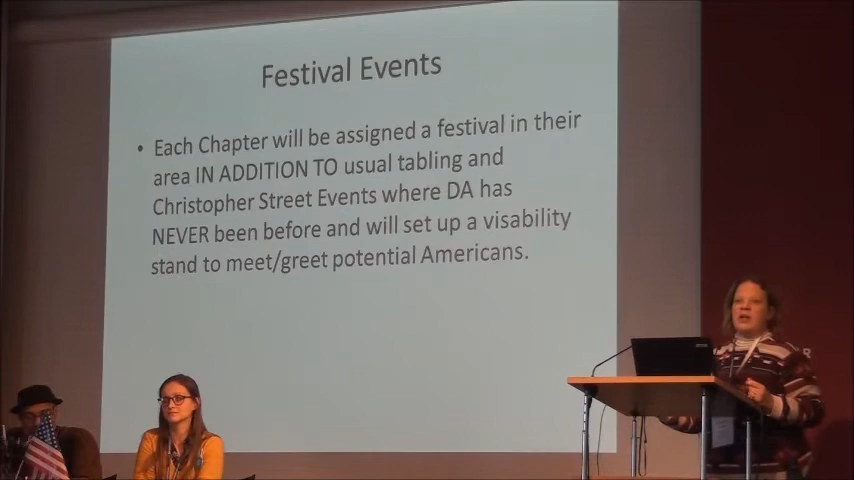 Festival Events
• Each Chapter will be assigned a festival in their
area IN ADDITION TO usual tabling and
Christopher Street Events where DA has
NEVER been before and will set up a visability
stand to meet/greet potential Americans.